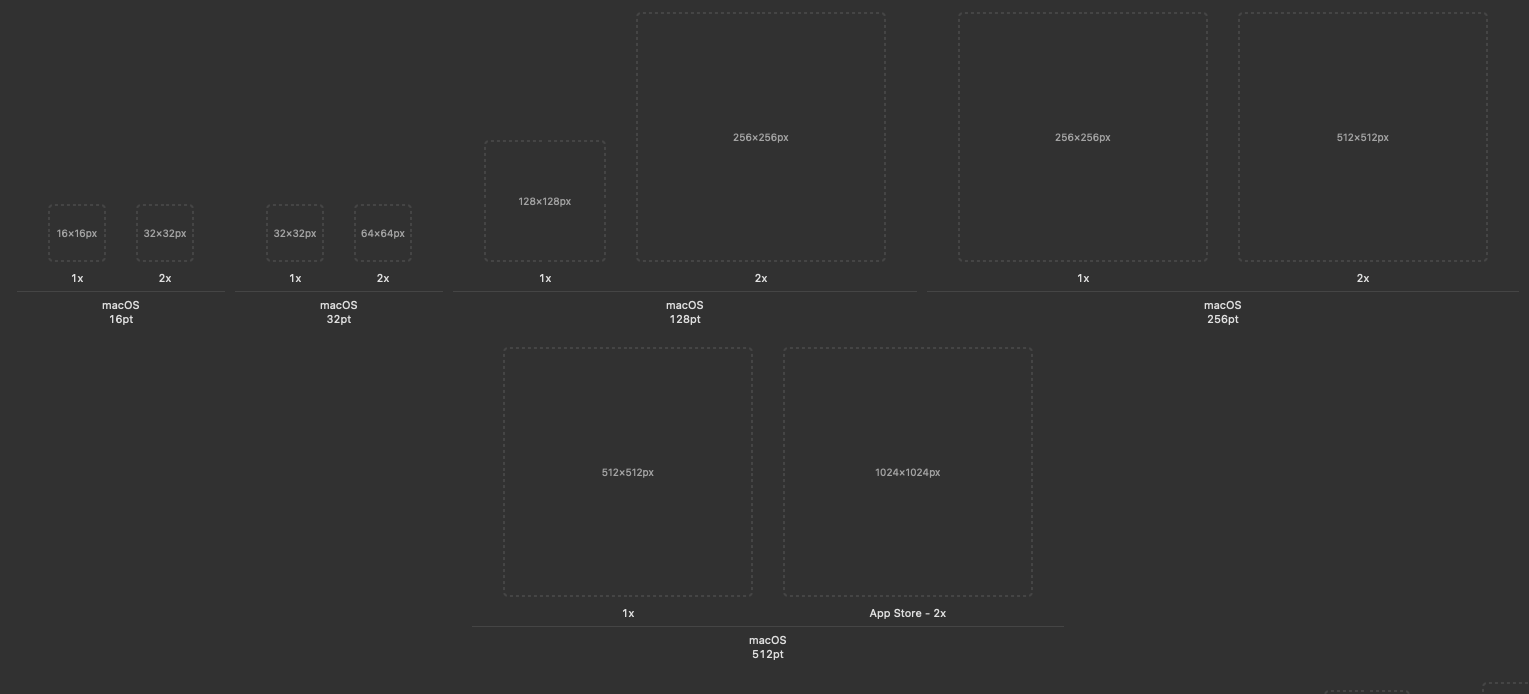 16×16px
32×32px
1x
2x
macOS
16pt
32×32px
64×64px
1x
2x
macOS
32pt
128×128px
256×256px
1x
2x
macOS
128pt
256×256px
512×512px
1x
2x
macOS
256pt
512×512px
1024×1024px
1x
App Store - 2x
macOS
512pt